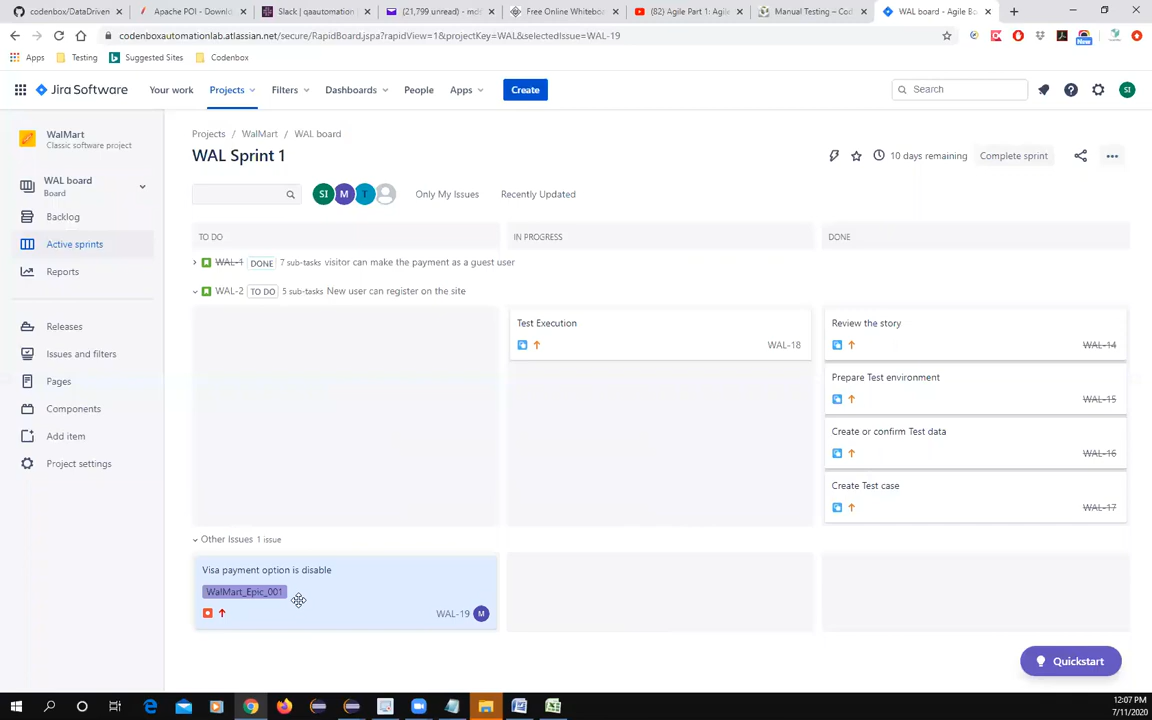 codenbox/DataDriven
Apache POI - Downlo
Slack | qaautomation
(21,799 unread) - mdf
Free Online Whiteboa
(82) Agile Part 1: Agile
Manual Testing – Cod
WAL board - Agile Bo
codenboxautomationlab.atlassian.net/secure/RapidBoard.jspa?rapidView=1&projectKey=WAL&selectedIssue=WAL-19
Apps
Testing
Suggested Sites
Codenbox
Jira Software
Your work
Projects
Filters
Dashboards
People
Apps
Create
Search
SI
WalMart
Classic software project
WAL board
Board
Backlog
Active sprints
Reports
Releases
Issues and filters
Pages
Components
Add item
Project settings
Projects / WalMart / WAL board
WAL Sprint 1
10 days remaining
Complete sprint
SI M T
Only My Issues
Recently Updated
TO DO
IN PROGRESS
DONE
WAL-1 DONE 7 sub-tasks visitor can make the payment as a guest user
WAL-2 TO DO 5 sub-tasks New user can register on the site
Test Execution
WAL-18
Review the story
WAL-14
Prepare Test environment
WAL-15
Create or confirm Test data
WAL-16
Create Test case
WAL-17
Other Issues 1 issue
Visa payment option is disable
WalMart_Epic_001
WAL-19 M
Quickstart
12:07 PM
7/11/2020